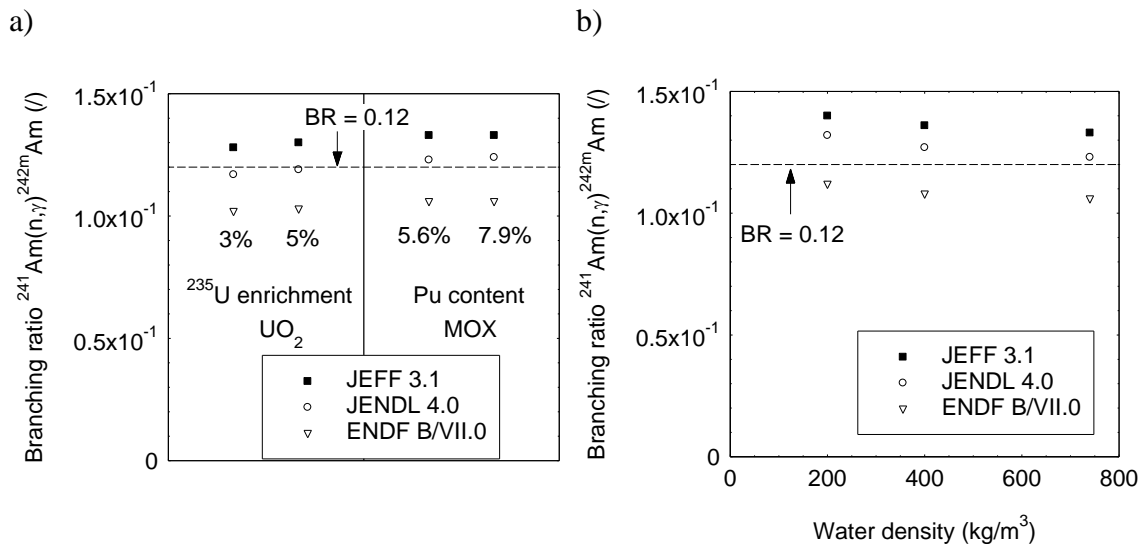 a)
Branching ratio ²⁴¹Am(n,γ)²⁴²ᵐAm (/)
1.5x10⁻¹
1.0x10⁻¹
0.5x10⁻¹
0
BR = 0.12
3%
5%
5.6%
7.9%
²³⁵U enrichment
UO₂
Pu content
MOX
JEFF 3.1
JENDL 4.0
ENDF B/VII.0
b)
Branching ratio ²⁴¹Am(n,γ)²⁴²ᵐAm (/)
1.5x10⁻¹
1.0x10⁻¹
0.5x10⁻¹
0
BR = 0.12
JEFF 3.1
JENDL 4.0
ENDF B/VII.0
0 200 400 600 800
Water density (kg/m³)